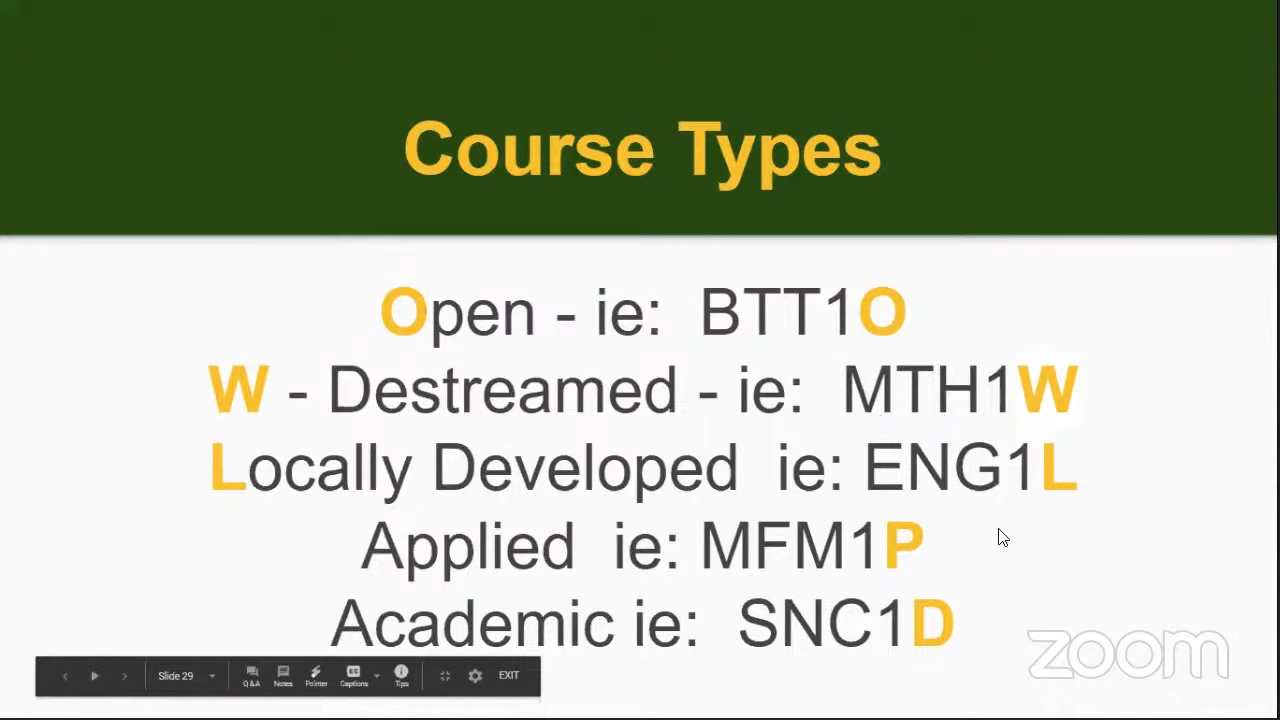 Course Types
Open - ie: BTT1O
W - Destreamed - ie: MTH1W
Locally Developed ie: ENG1L
Applied ie: MFM1P
Academic ie: SNC1D
zoom
Slide 29
Q&A Notes Pointer Captions Tips
EXIT